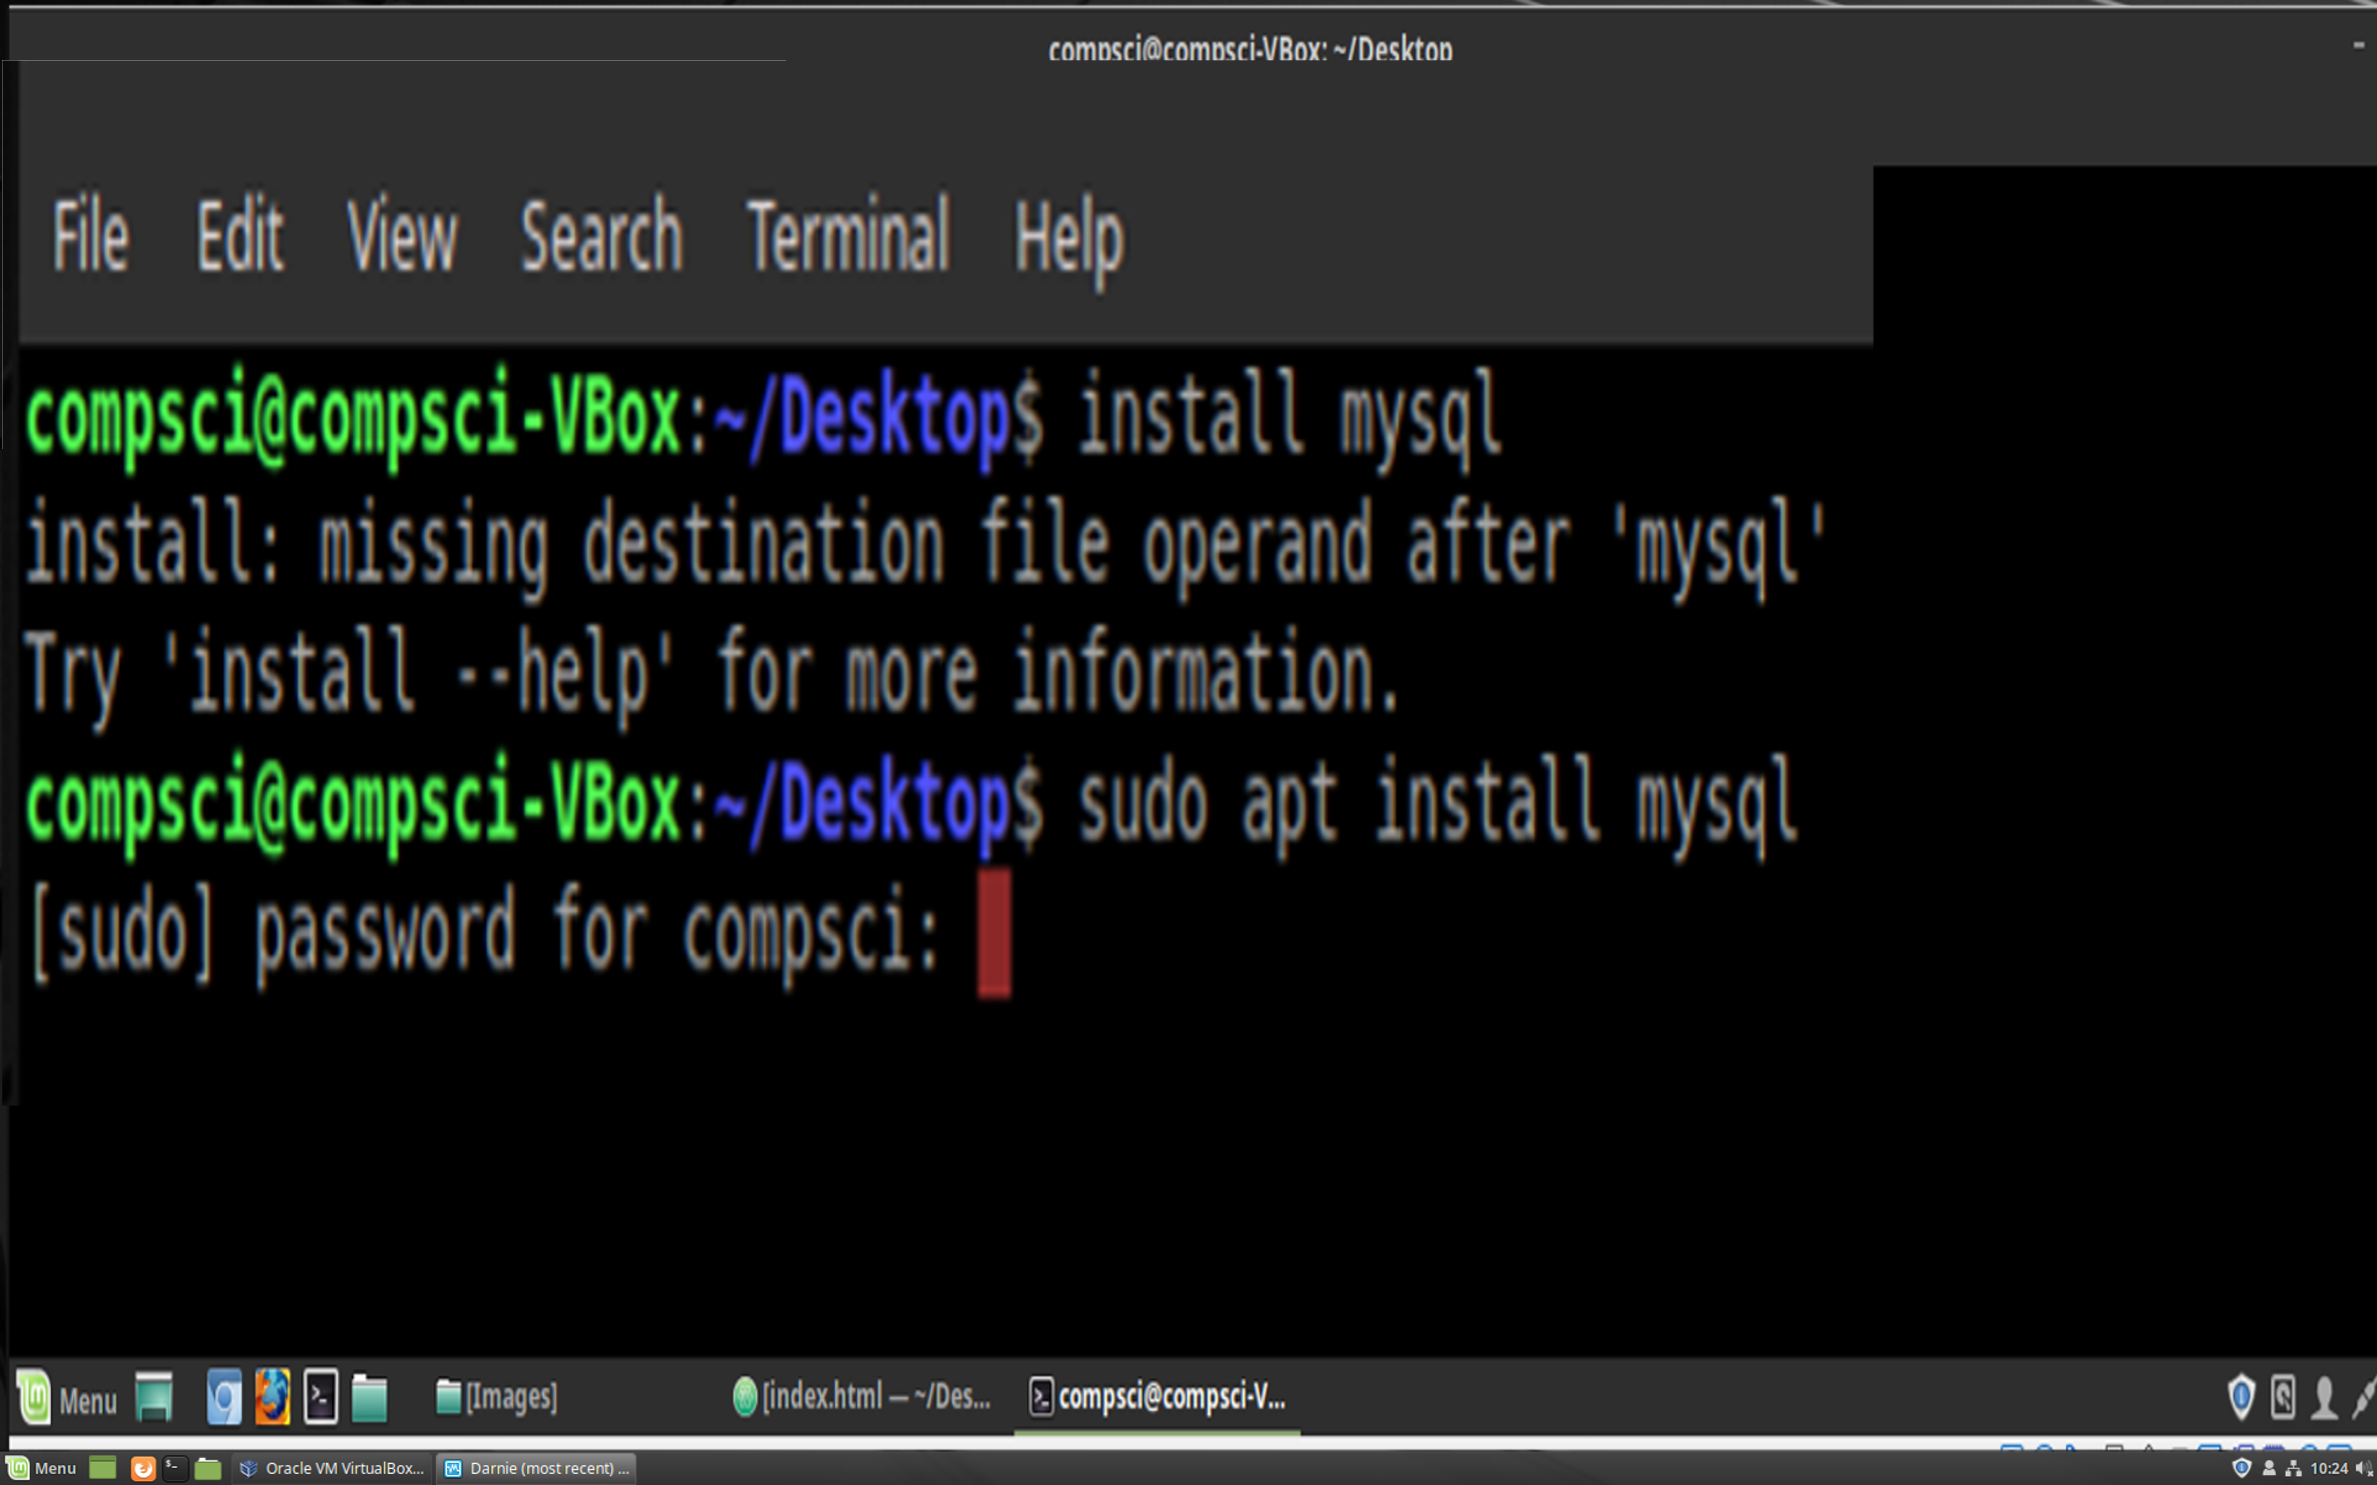 compsci@compsci-VBox: ~/Desktop
-
File Edit View Search Terminal Help
compsci@compsci-VBox:~/Desktop$ install mysql
install: missing destination file operand after 'mysql'
Try 'install --help' for more information.
compsci@compsci-VBox:~/Desktop$ sudo apt install mysql
[sudo] password for compsci:
Menu [Images] [index.html — ~/Des... compsci@compsci-V...
Menu Oracle VM VirtualBox... Darnie (most recent) ... 10:24